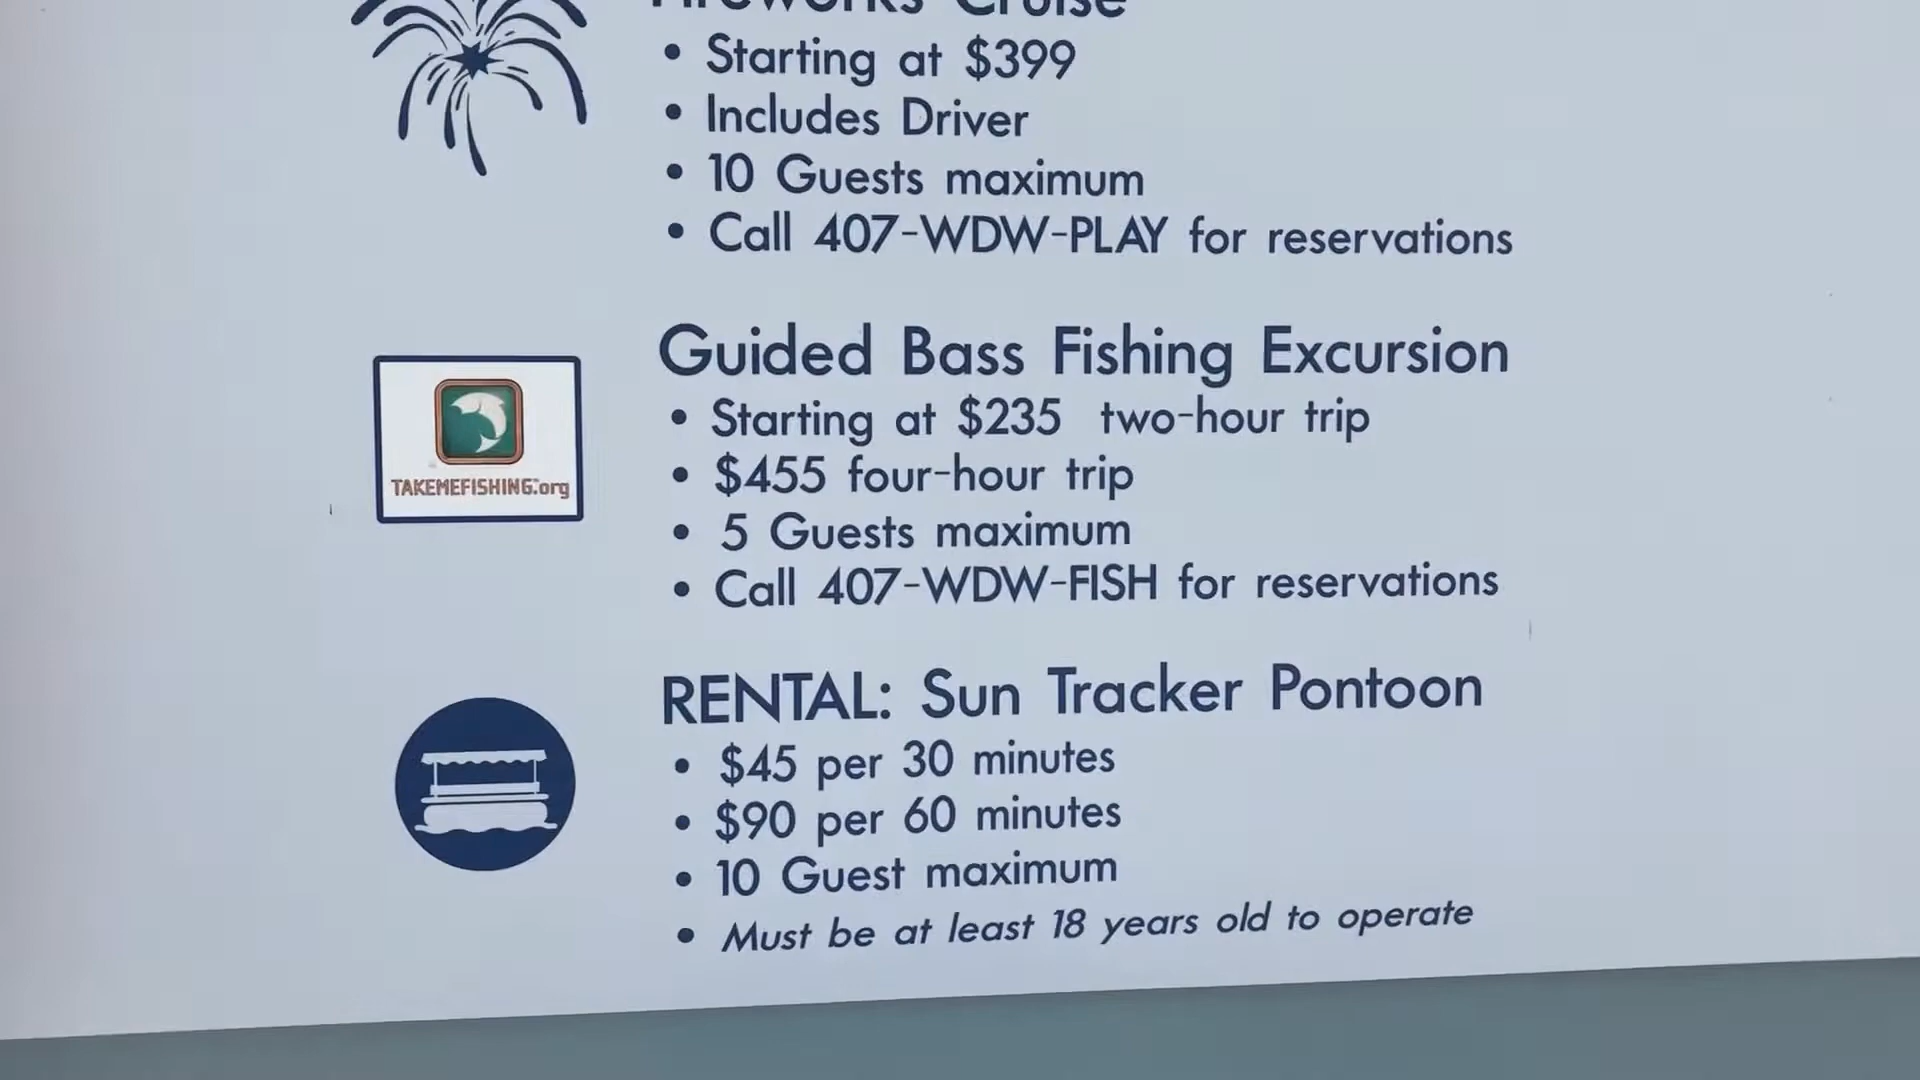 Fireworks Cruise
• Starting at $399
• Includes Driver
• 10 Guests maximum
• Call 407-WDW-PLAY for reservations
Guided Bass Fishing Excursion
• Starting at $235 two-hour trip
• $455 four-hour trip
• 5 Guests maximum
• Call 407-WDW-FISH for reservations
TAKEMEFISHING.org
RENTAL: Sun Tracker Pontoon
• $45 per 30 minutes
• $90 per 60 minutes
• 10 Guest maximum
• Must be at least 18 years old to operate